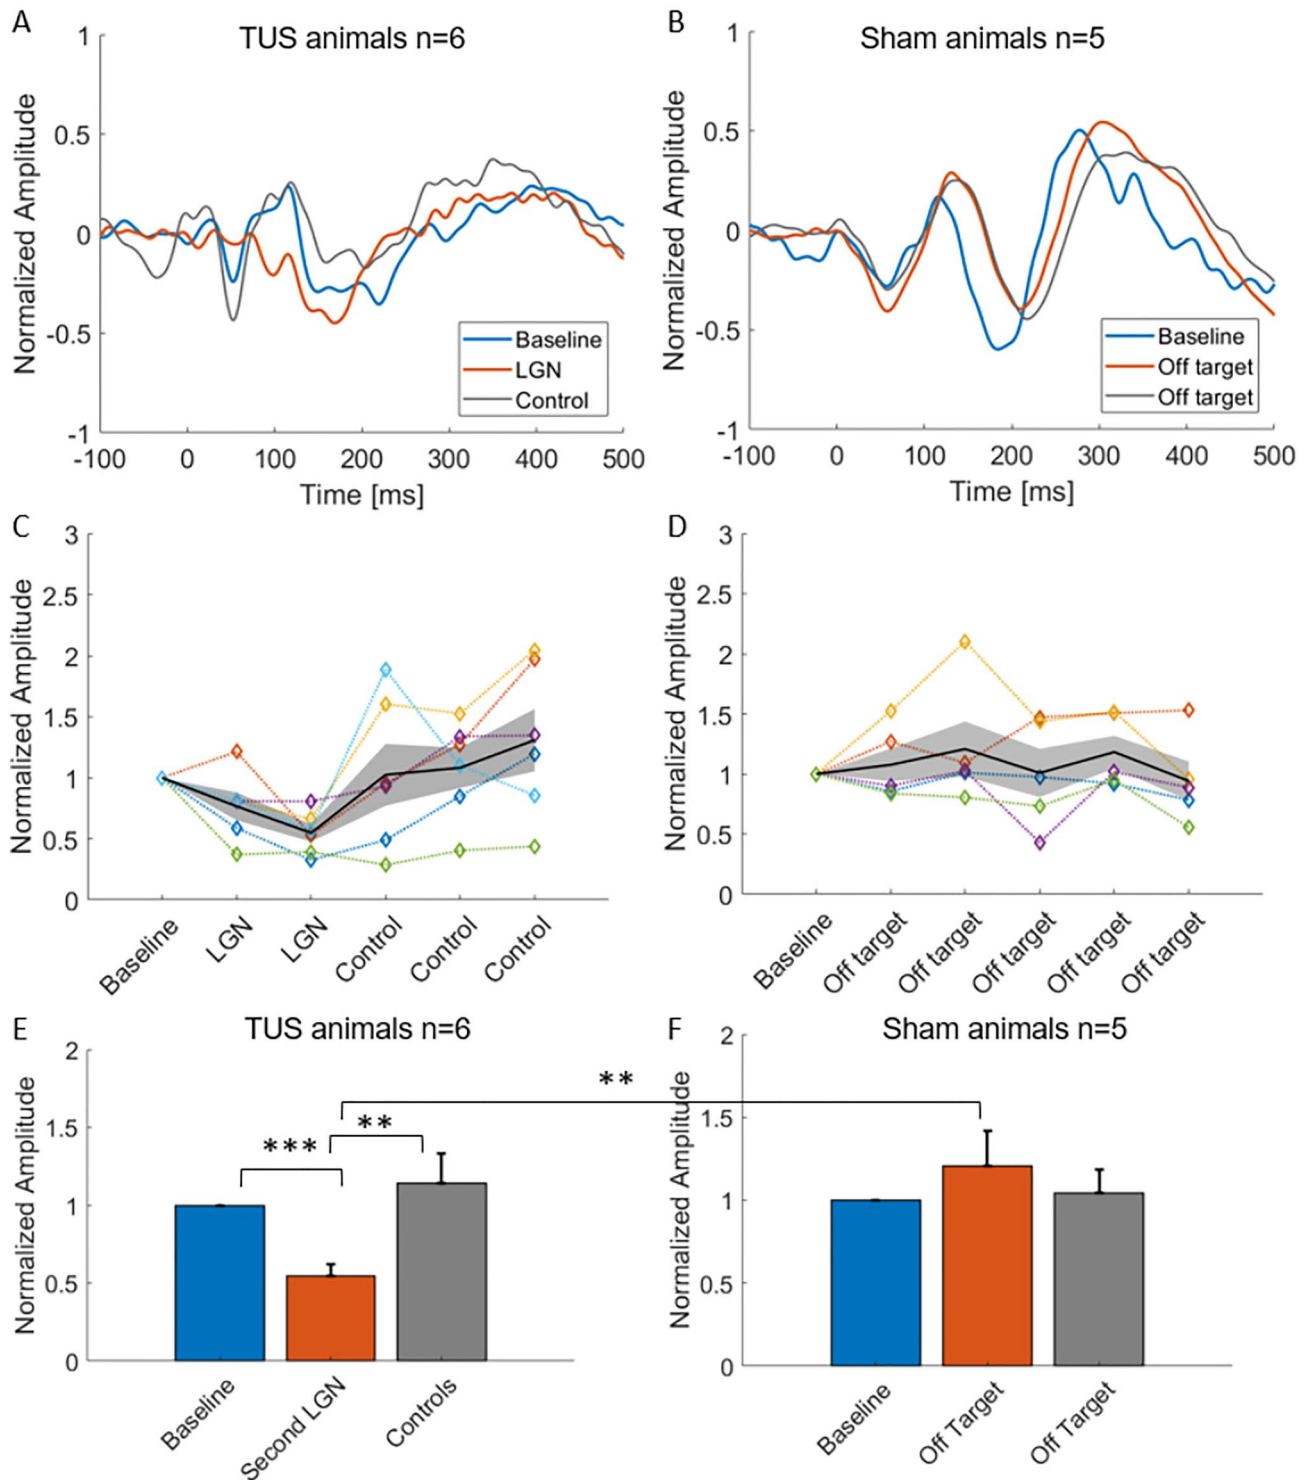 A
TUS animals n=6
1
0.5
0
-0.5
-1
Normalized Amplitude
Baseline
LGN
Control
-100 0 100 200 300 400 500
Time [ms]
B
Sham animals n=5
1
0.5
0
-0.5
-1
Normalized Amplitude
Baseline
Off target
Off target
-100 0 100 200 300 400 500
Time [ms]
C
3
2.5
2
1.5
1
0.5
0
Normalized Amplitude
Baseline
LGN
LGN
Control
Control
Control
D
3
2.5
2
1.5
1
0.5
0
Normalized Amplitude
Baseline
Off target
Off target
Off target
Off target
Off target
E
TUS animals n=6
2
1.5
1
0.5
0
Normalized Amplitude
***
**
**
Baseline
Second LGN
Controls
F
Sham animals n=5
2
1.5
1
0.5
0
Normalized Amplitude
Baseline
Off Target
Off Target